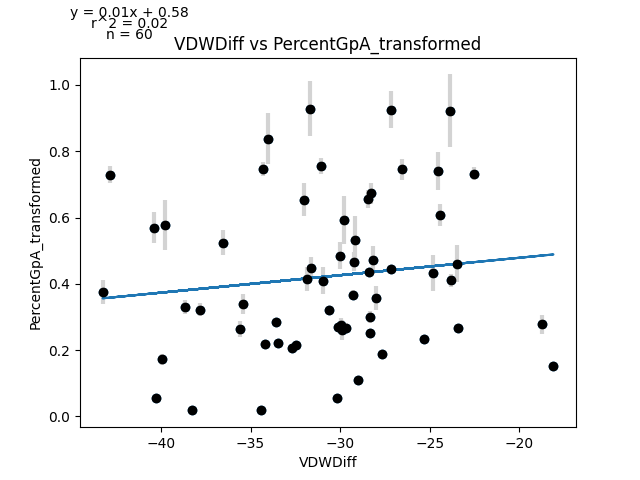 y = 0.01x + 0.58
r^2 = 0.02
n = 60
VDWDiff vs PercentGpA_transformed
1.0
0.8
0.6
0.4
0.2
0.0
PercentGpA_transformed
−40
−35
−30
−25
−20
VDWDiff